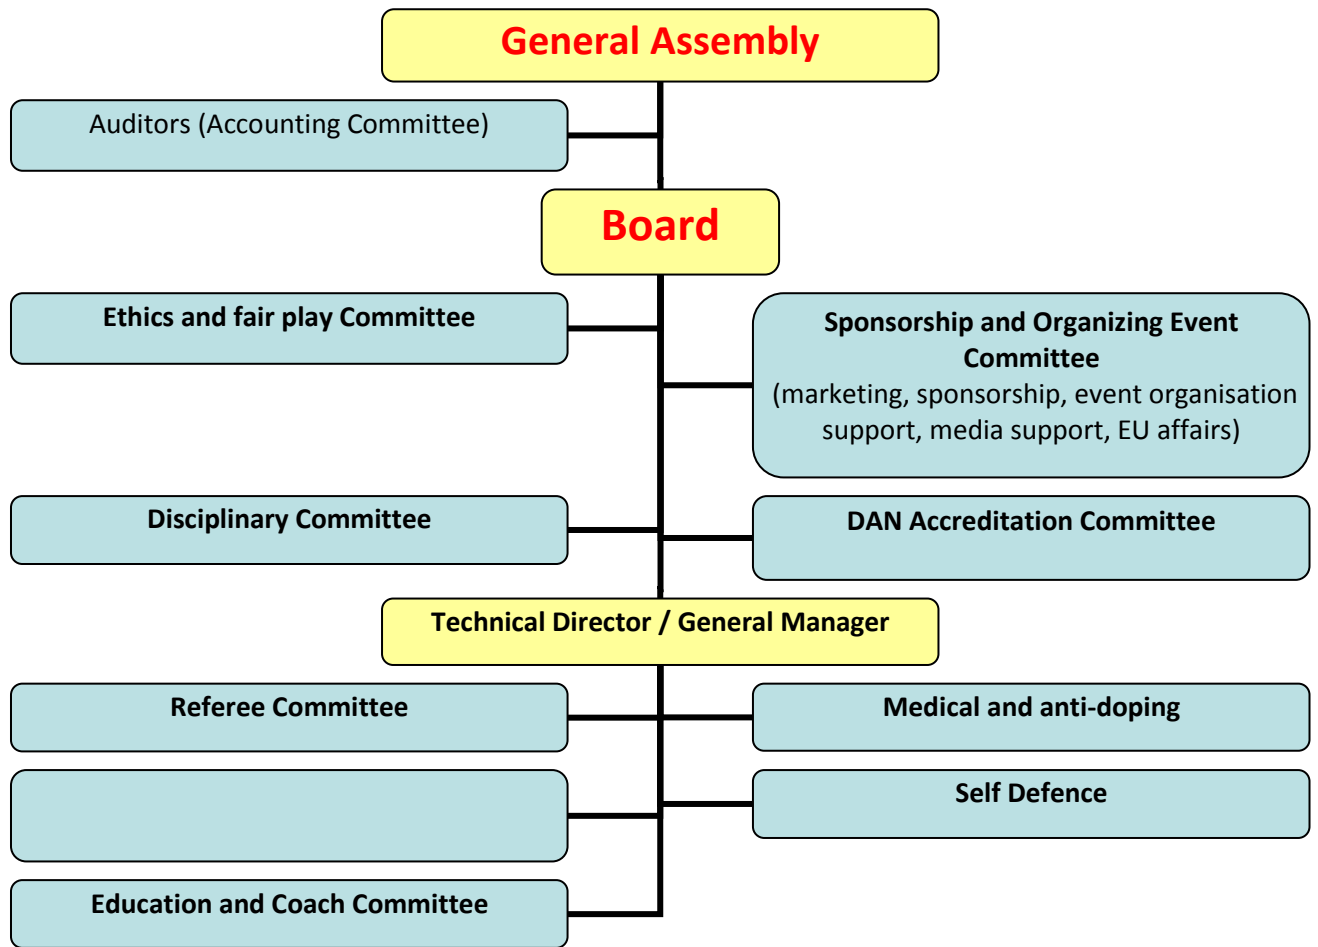 General Assembly
Auditors (Accounting Committee)
Board
Ethics and fair play Committee
Sponsorship and Organizing Event
Committee
(marketing, sponsorship, event organisation
support, media support, EU affairs)
Disciplinary Committee
DAN Accreditation Committee
Technical Director / General Manager
Referee Committee
Medical and anti-doping
Self Defence
Education and Coach Committee